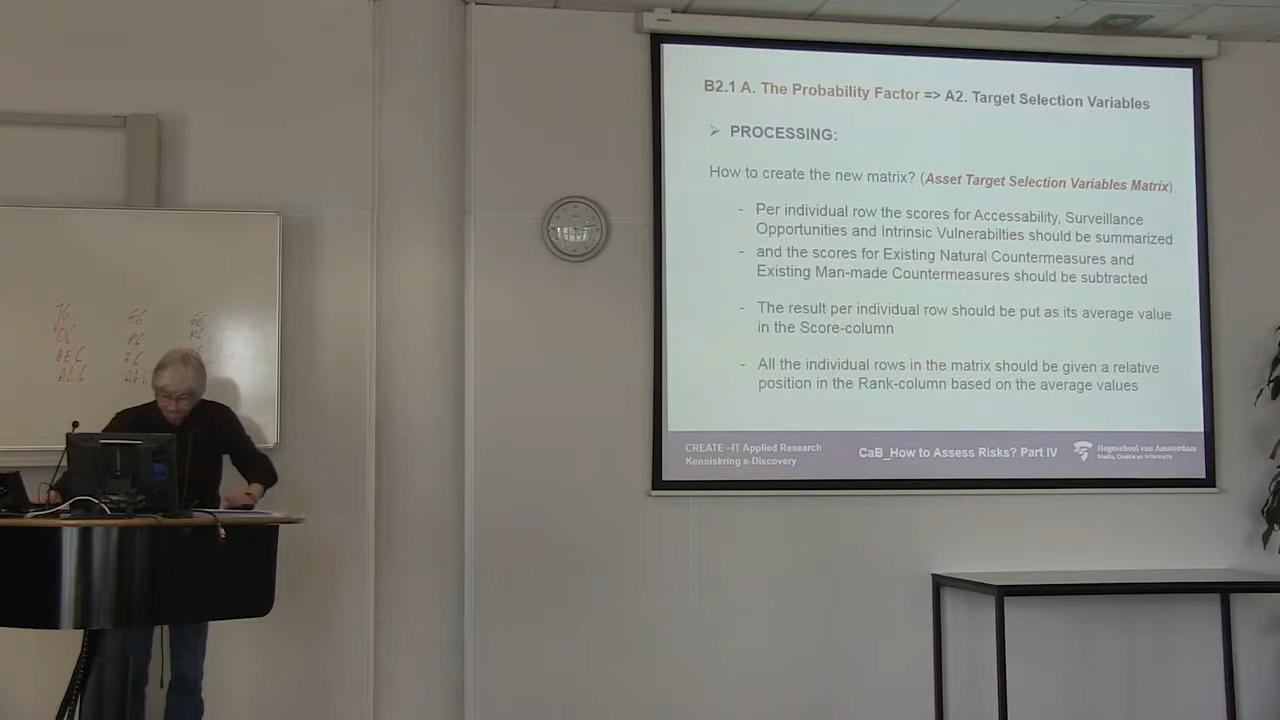 B2.1 A. The Probability Factor => A2. Target Selection Variables
➢ PROCESSING:
How to create the new matrix? (Asset Target Selection Variables Matrix)
- Per individual row the scores for Accessability, Surveillance
Opportunities and Intrinsic Vulnerabilties should be summarized
- and the scores for Existing Natural Countermeasures and
Existing Man-made Countermeasures should be subtracted
- The result per individual row should be put as its average value
in the Score-column
- All the individual rows in the matrix should be given a relative
position in the Rank-column based on the average values
CREATE-IT Applied Research
Kenniskring e-Discovery
CaB_How to Assess Risks? Part IV
Hogeschool van Amsterdam
Media, Creatie en Informatie